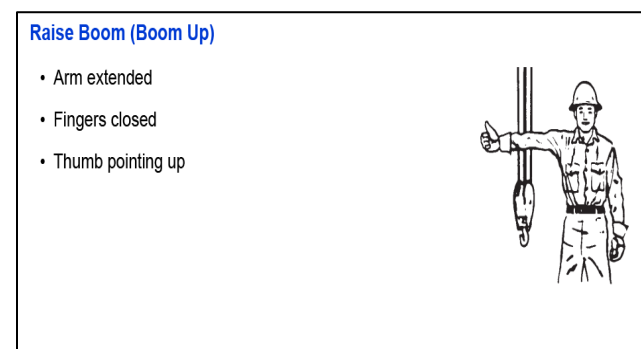 Raise Boom (Boom Up)
• Arm extended
• Fingers closed
• Thumb pointing up